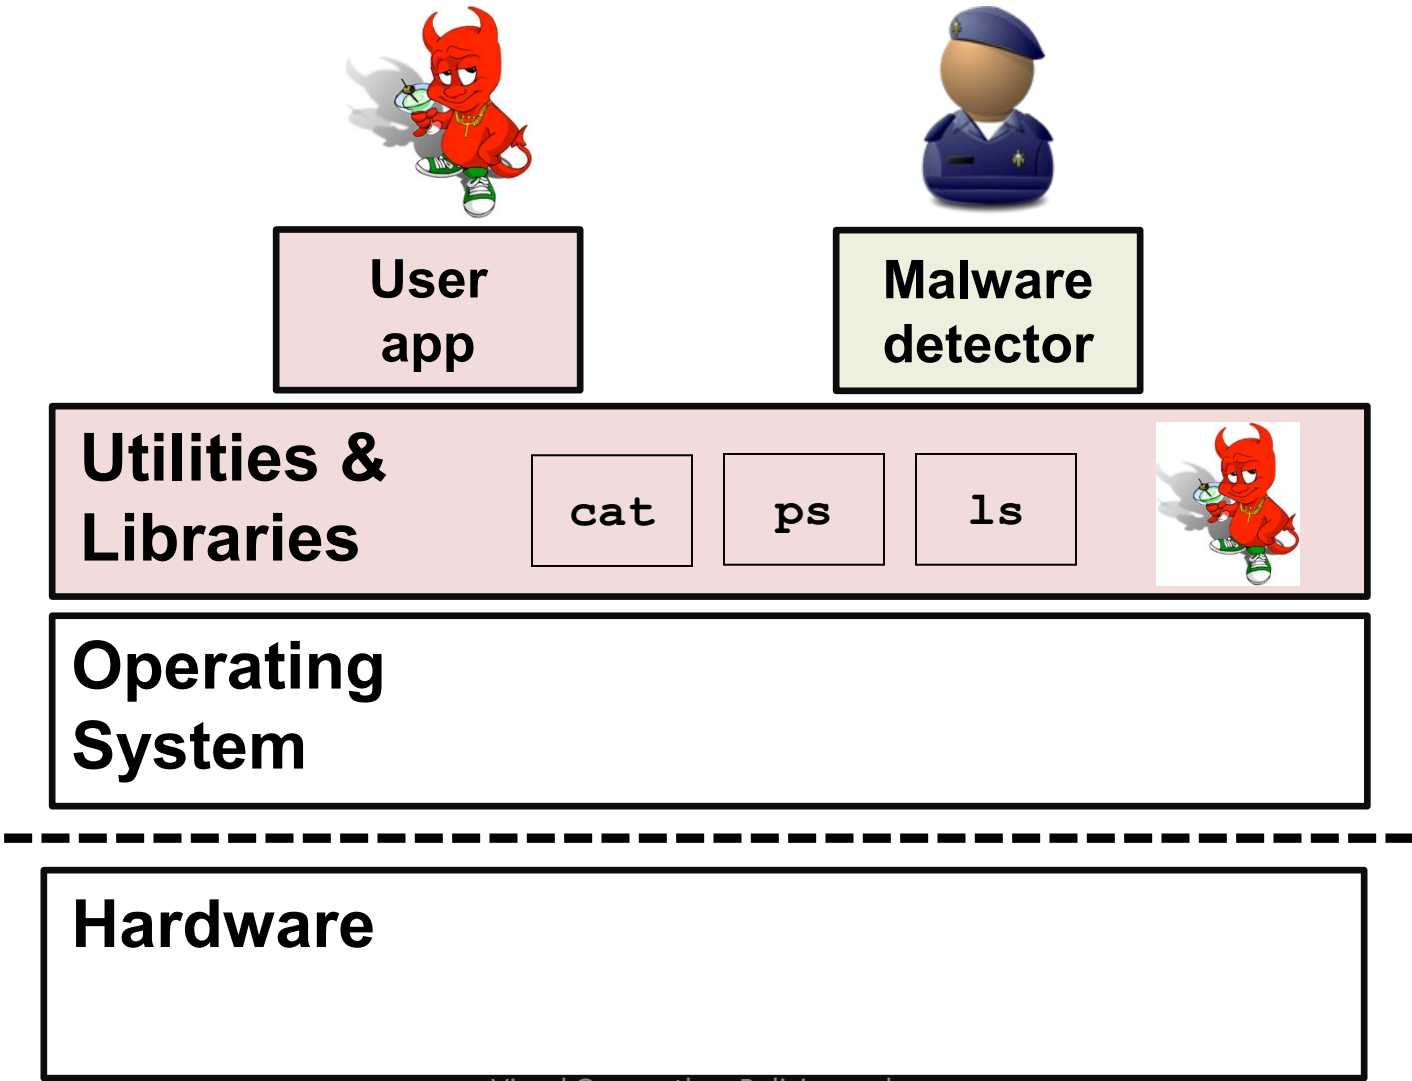 User
app
Malware
detector
Utilities &
Libraries
cat
ps
ls
Operating
System
Hardware